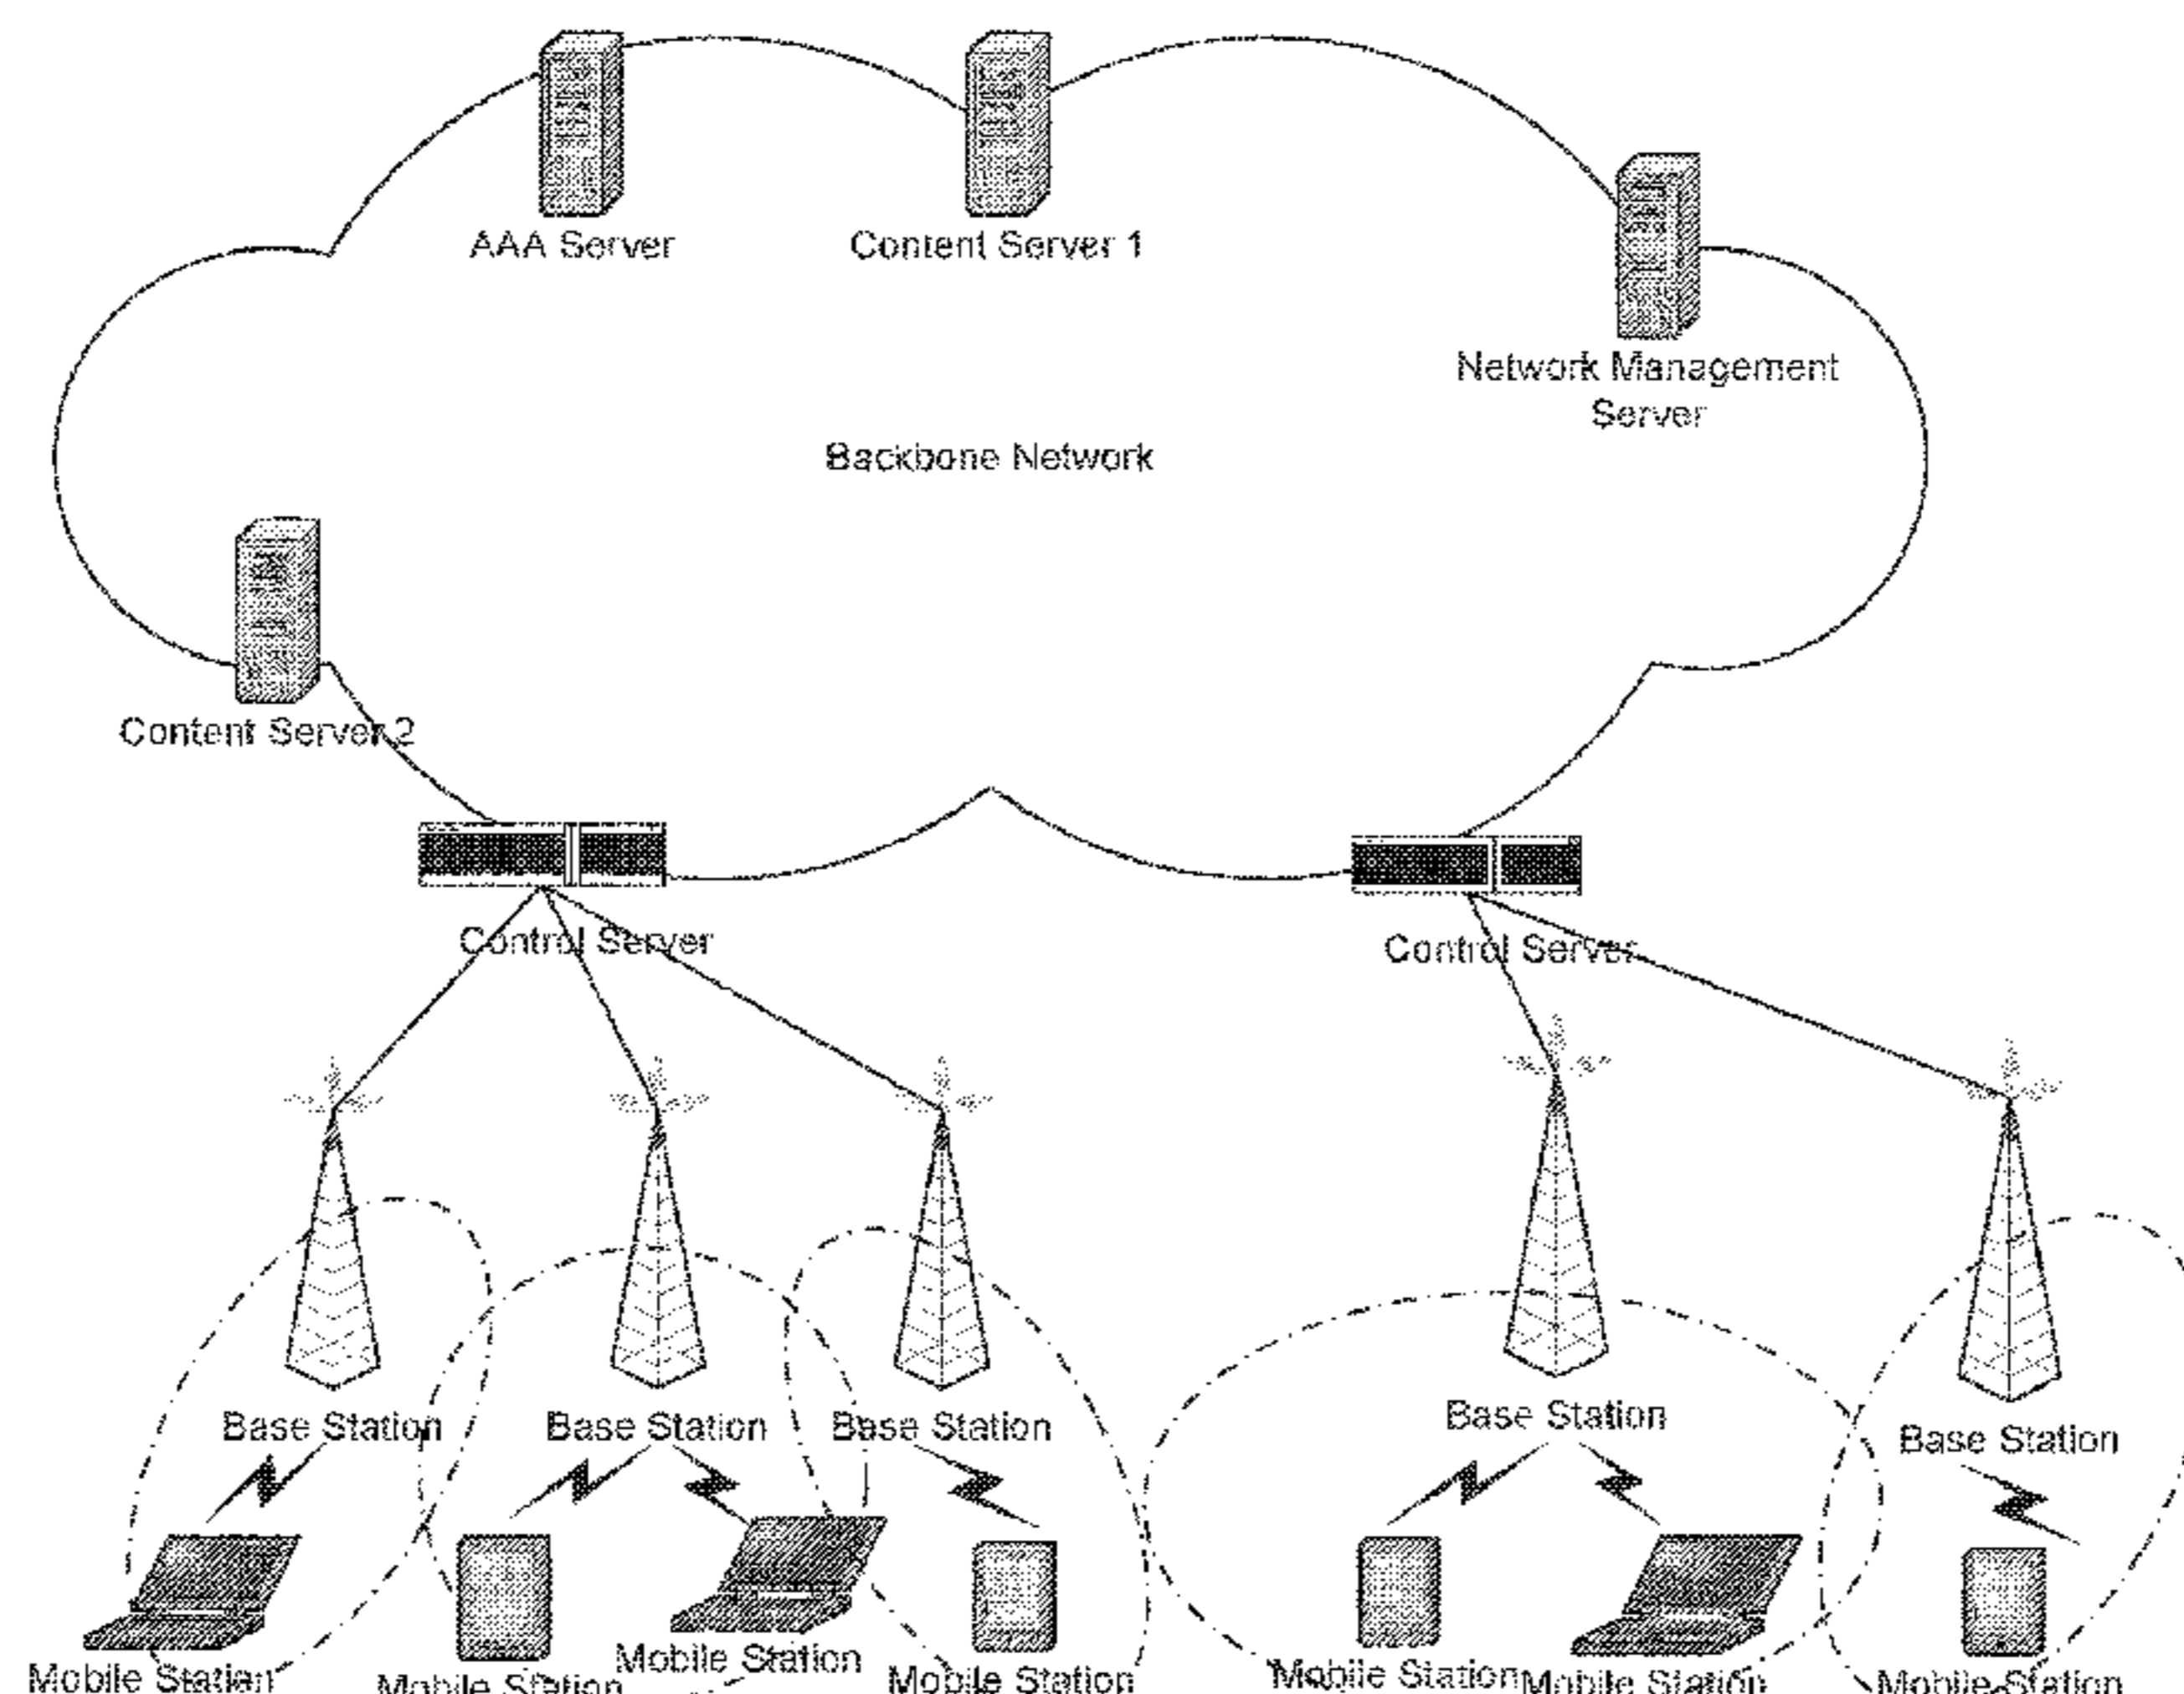 AAA Server
Content Server 1
Network Management
Server
Backbone Network
Content Server 2
Control Server
Control Server
Base Station
Base Station
Base Station
Base Station
Base Station
Mobile Station
Mobile Station
Mobile Station
Mobile Station
Mobile Station
Mobile Station
Mobile Station